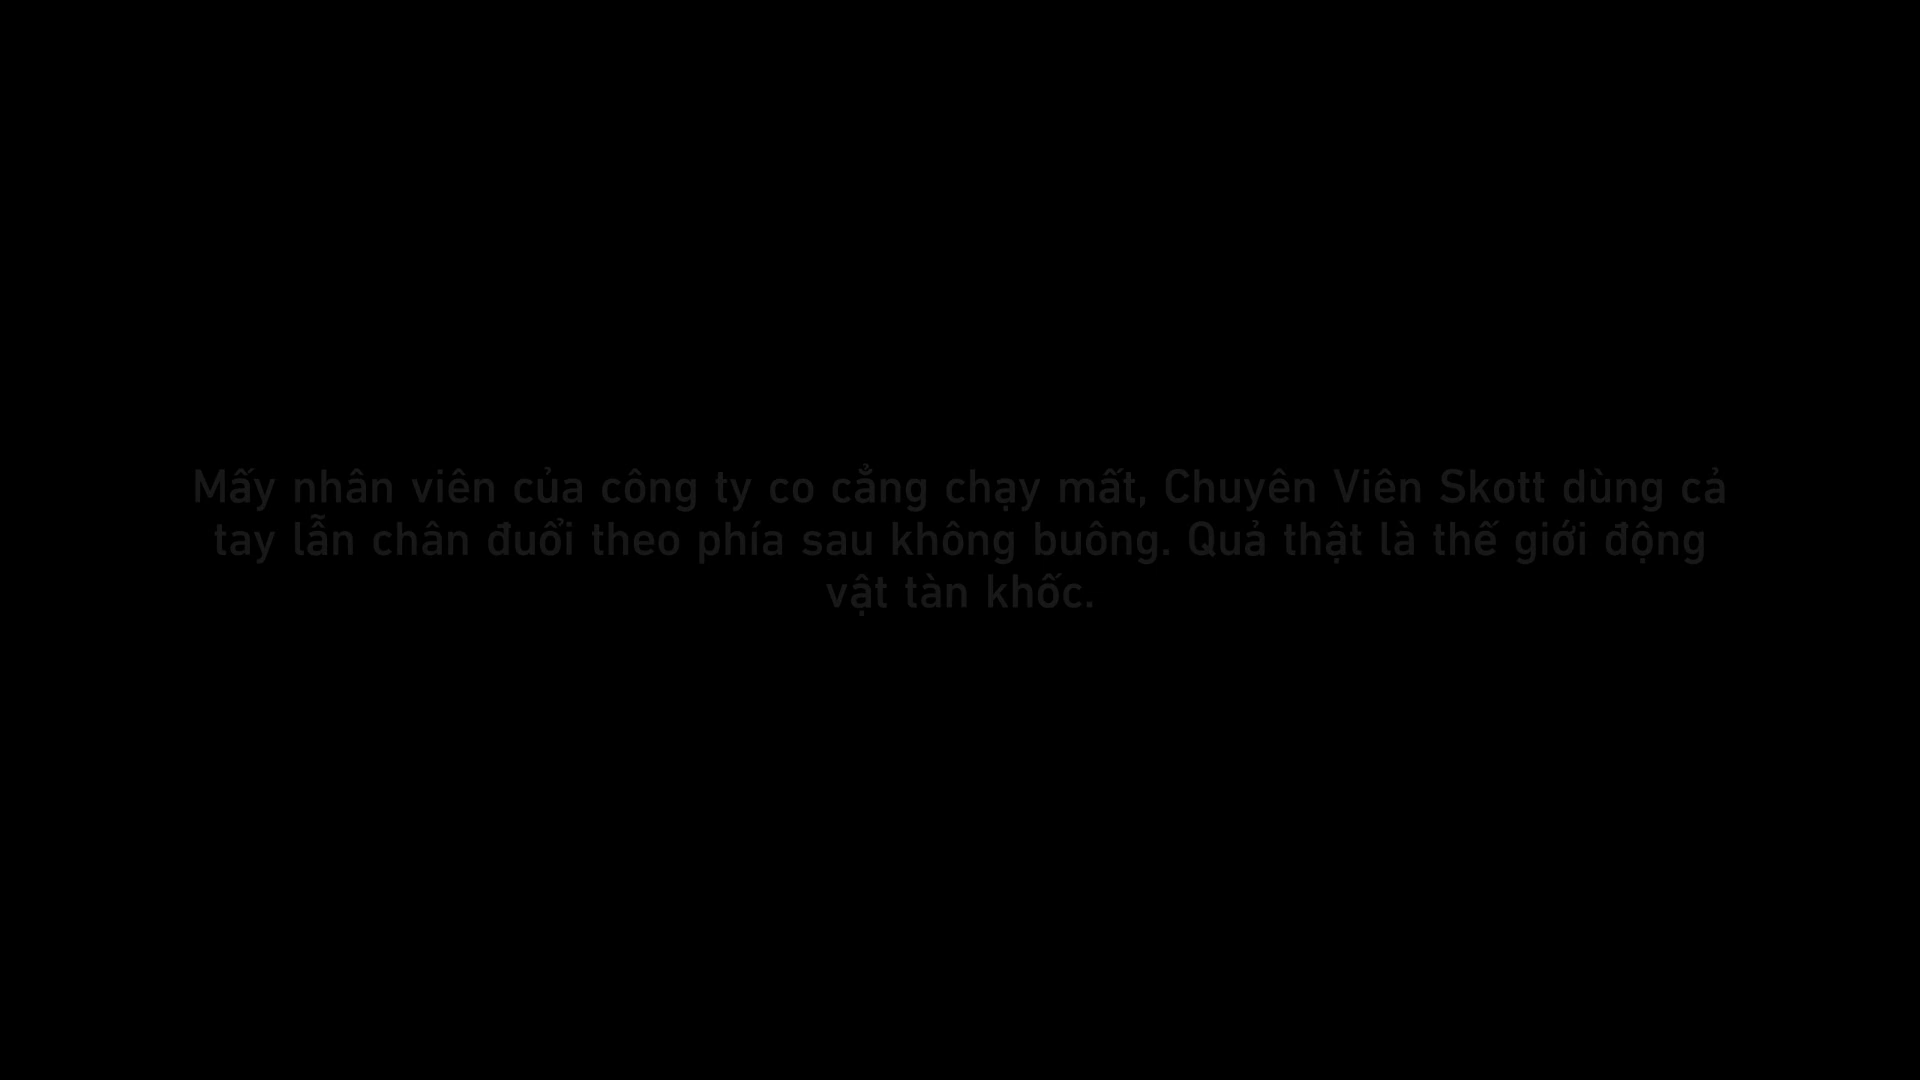 Mấy nhân viên của công ty co cẳng chạy mất, Chuyên Viên Skott dùng cả
tay lẫn chân đuổi theo phía sau không buông. Quả thật là thế giới động
vật tàn khốc.